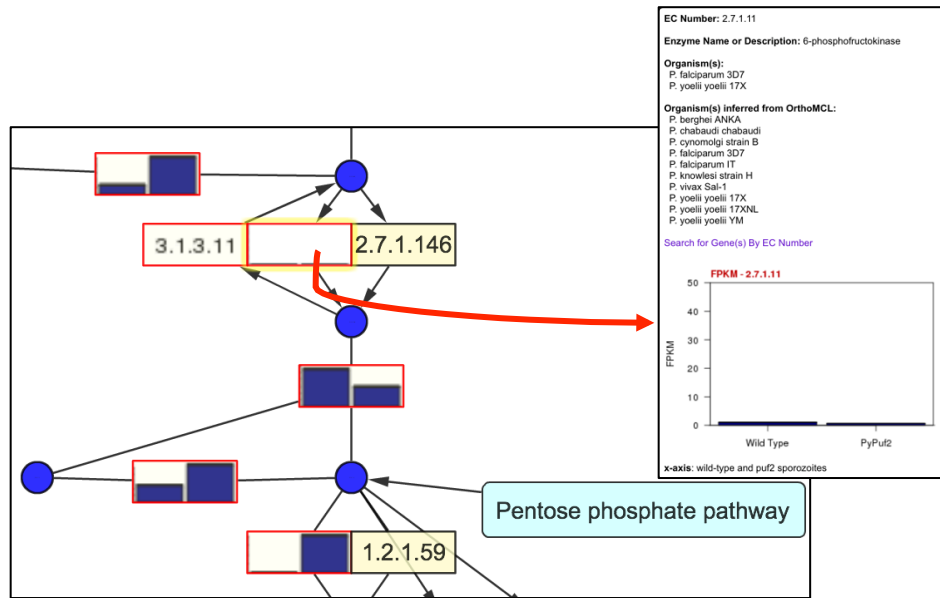 EC Number: 2.7.1.11
Enzyme Name or Description: 6-phosphofructokinase
Organism(s):
P. falciparum 3D7
P. yoelii yoelii 17X
Organism(s) inferred from OrthoMCL:
P. berghei ANKA
P. chabaudi chabaudi
P. cynomolgi strain B
P. falciparum 3D7
P. falciparum IT
P. knowlesi strain H
P. vivax Sal-1
P. yoelii yoelii 17X
P. yoelii yoelii 17XNL
P. yoelii yoelii YM
Search for Gene(s) By EC Number
FPKM - 2.7.1.11
50
40
30
20
10
0
FPKM
Wild Type PyPuf2
x-axis: wild-type and puf2 sporozoites
3.1.3.11
2.7.1.146
Pentose phosphate pathway
1.2.1.59